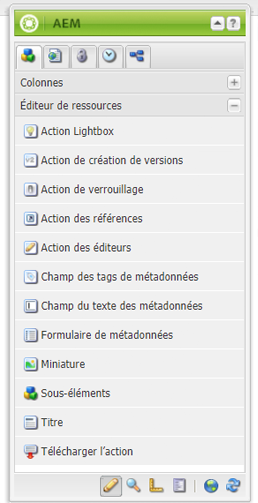 AEM
?
Colonnes
Éditeur de ressources
Action Lightbox
Action de création de versions
Action de verrouillage
Action des références
Action des éditeurs
Champ des tags de métadonnées
Champ du texte des métadonnées
Formulaire de métadonnées
Miniature
Sous-éléments
Titre
Télécharger l’action